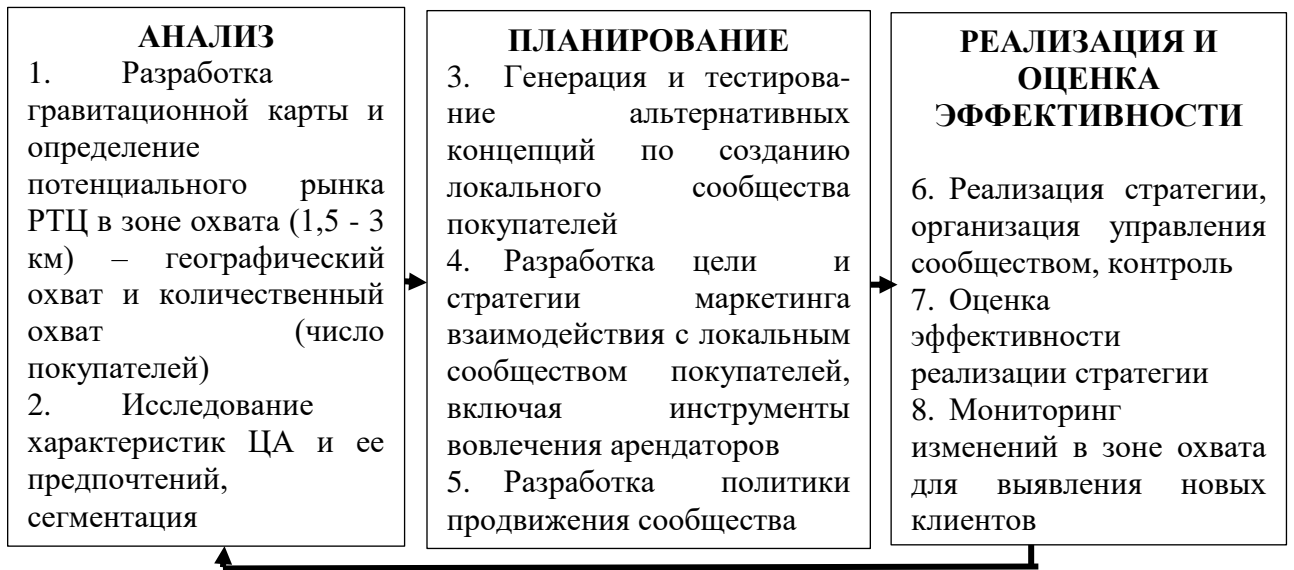 АНАЛИЗ
1. Разработка
гравитационной карты и
определение
потенциального рынка
РТЦ в зоне охвата (1,5 - 3
км) – географический
охват и количественный
охват (число
покупателей)
2. Исследование
характеристик ЦА и ее
предпочтений,
сегментация
ПЛАНИРОВАНИЕ
3. Генерация и тестирова-
ние альтернативных
концепций по созданию
локального сообщества
покупателей
4. Разработка цели и
стратегии маркетинга
взаимодействия с локальным
сообществом покупателей,
включая инструменты
вовлечения арендаторов
5. Разработка политики
продвижения сообщества
РЕАЛИЗАЦИЯ И
ОЦЕНКА
ЭФФЕКТИВНОСТИ
6. Реализация стратегии,
организация управления
сообществом, контроль
7. Оценка
эффективности
реализации стратегии
8. Мониторинг
изменений в зоне охвата
для выявления новых
клиентов